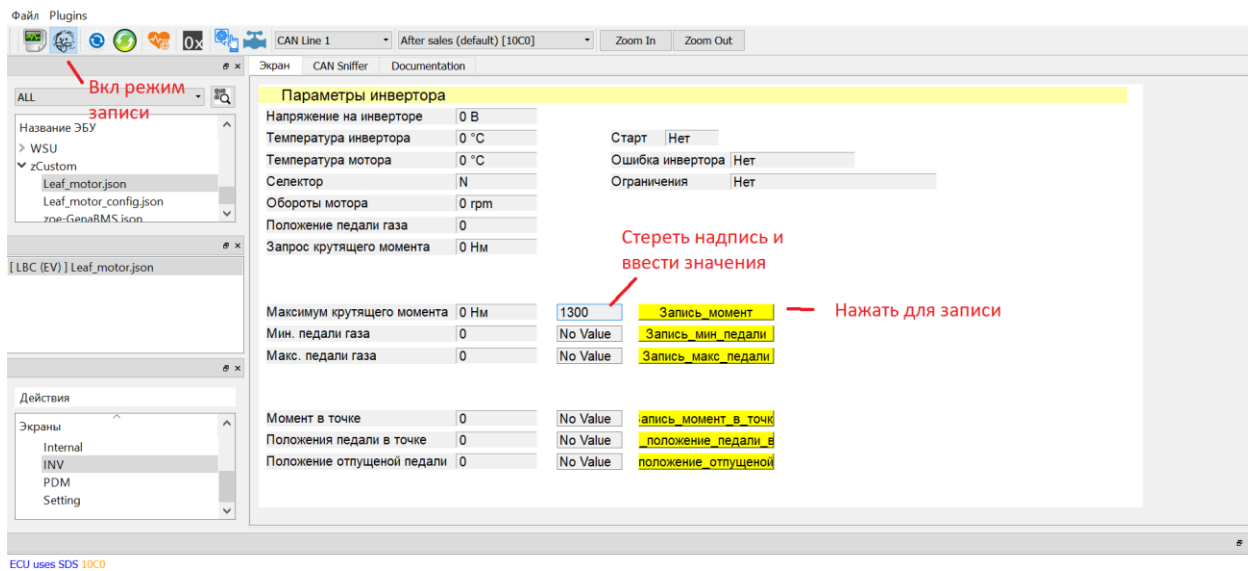 Файл Plugins
0x
CAN Line 1
After sales (default) [10C0]
Zoom In
Zoom Out
Вкл режим
записи
ALL
Название ЭБУ
WSU
zCustom
Leaf_motor.json
Leaf_motor_config.json
zoe-GenaBMS.json
[ LBC (EV) ] Leaf_motor.json
Действия
Экраны
Internal
INV
PDM
Setting
Экран CAN Sniffer Documentation
Параметры инвертора
Напряжение на инверторе 0 В
Температура инвертора 0 °C Старт Нет
Температура мотора 0 °C Ошибка инвертора Нет
Селектор N Ограничения Нет
Обороты мотора 0 rpm
Положение педали газа 0
Запрос крутящего момента 0 Нм
Стереть надпись и
ввести значения
Максимум крутящего момента 0 Нм 1300 Запись_момент Нажать для записи
Мин. педали газа 0 No Value Запись_мин_педали
Макс. педали газа 0 No Value Запись_макс_педали
Момент в точке 0 No Value апись_момент_в_точк
Положения педали в точке 0 No Value _положение_педали_в
Положение отпущеной педали 0 No Value положение_отпущеной
ECU uses SDS 10C0